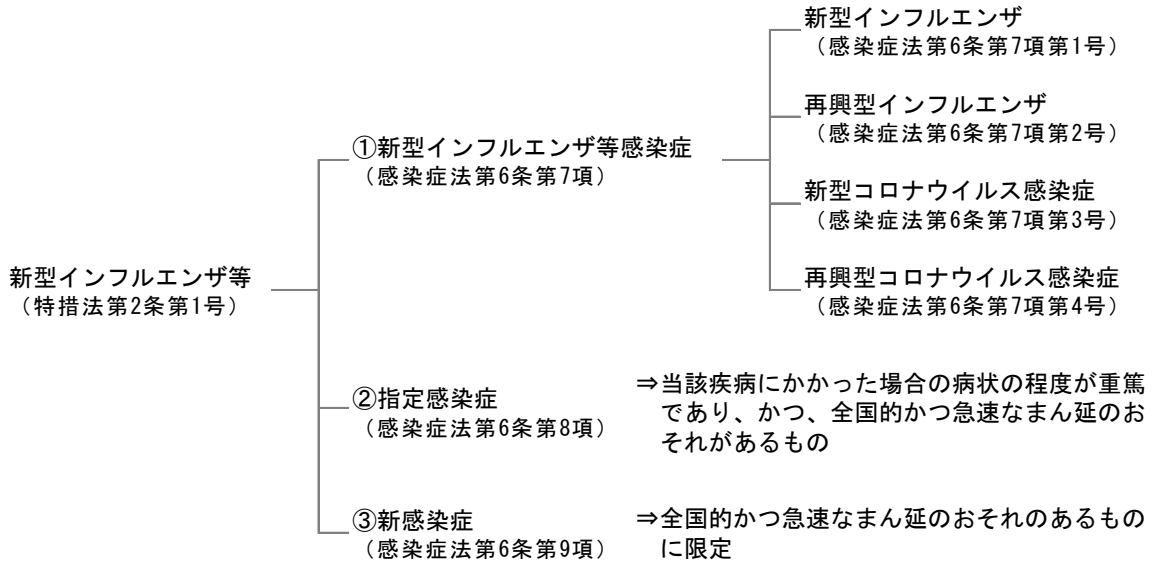 新型インフルエンザ
（感染症法第6条第7項第1号）
再興型インフルエンザ
（感染症法第6条第7項第2号）
①新型インフルエンザ等感染症
（感染症法第6条第7項）
新型コロナウイルス感染症
（感染症法第6条第7項第3号）
新型インフルエンザ等
（特措法第2条第1号）
再興型コロナウイルス感染症
（感染症法第6条第7項第4号）
②指定感染症
（感染症法第6条第8項）
⇒当該疾病にかかった場合の病状の程度が重篤
であり、かつ、全国的かつ急速なまん延のお
それがあるもの
③新感染症
（感染症法第6条第9項）
⇒全国的かつ急速なまん延のおそれのあるもの
に限定